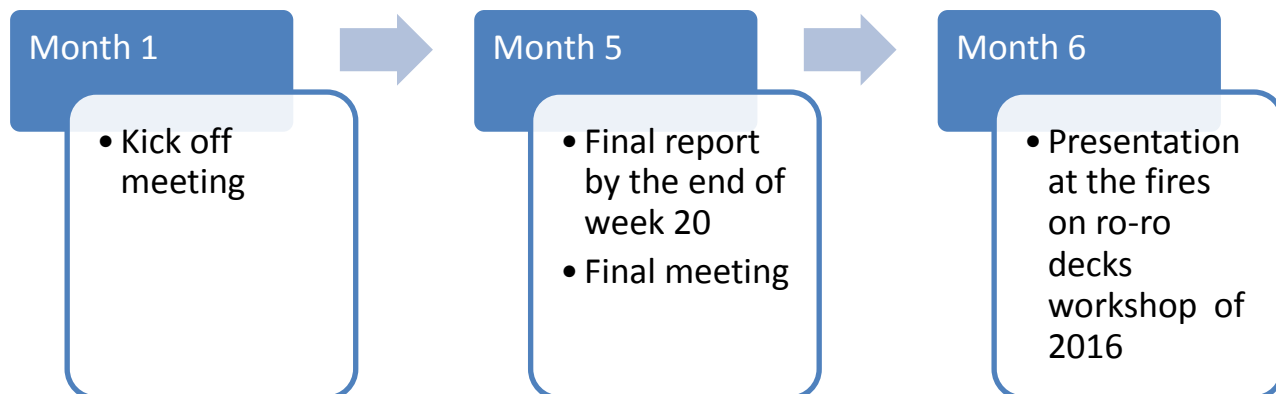 Month 1
• Kick off
meeting
Month 5
• Final report
by the end of
week 20
• Final meeting
Month 6
• Presentation
at the fires
on ro-ro
decks
workshop of
2016